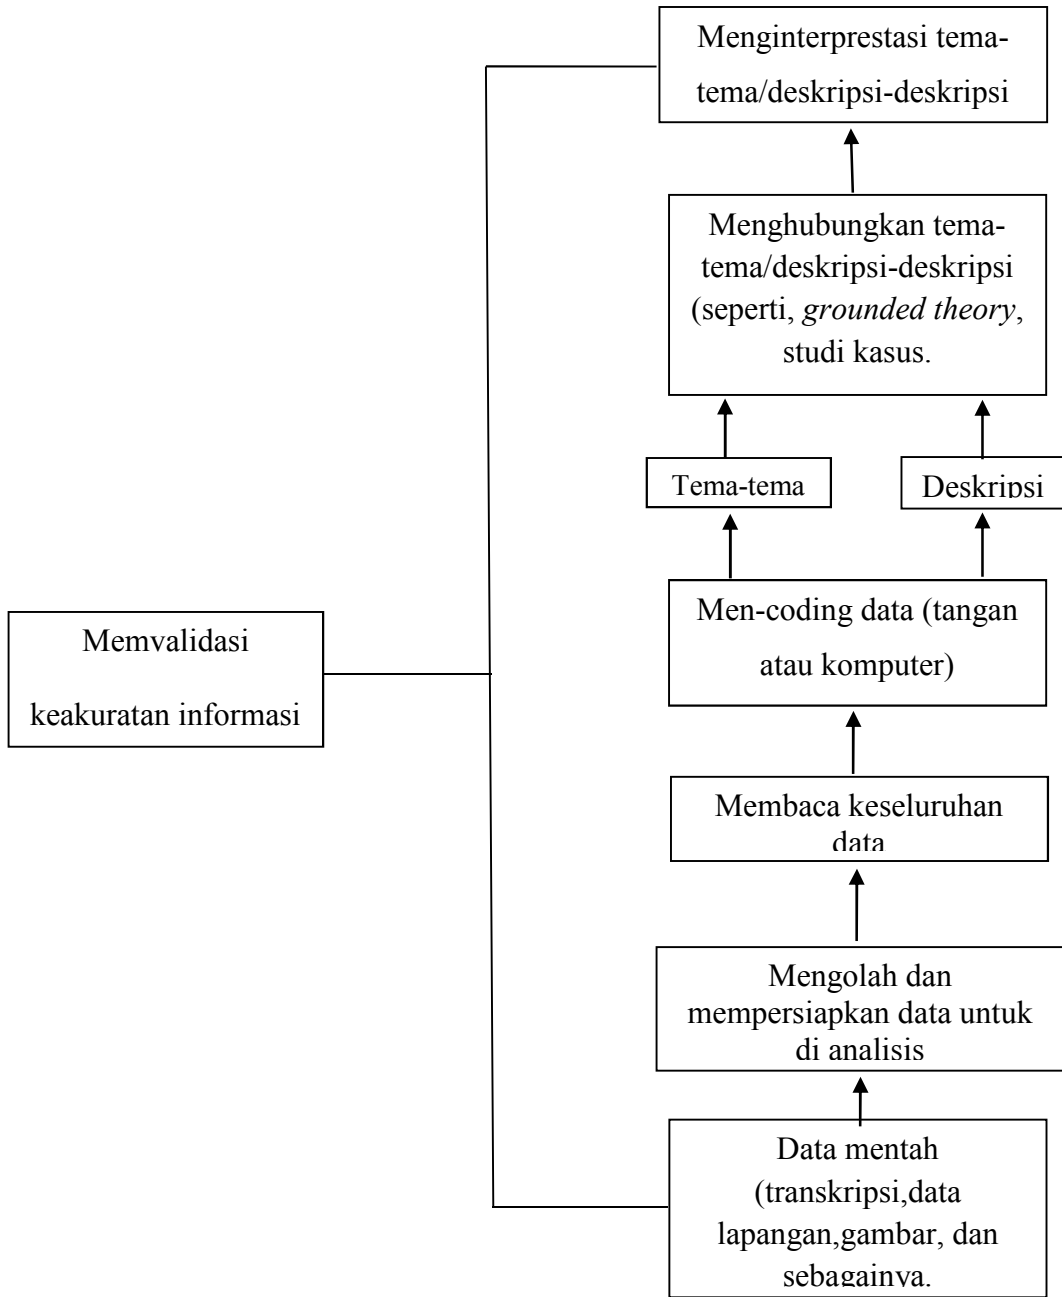 Menginterprestasi tema-
tema/deskripsi-deskripsi
Menghubungkan tema-
tema/deskripsi-deskripsi
(seperti, grounded theory,
studi kasus.
Tema-tema
Deskripsi
Men-coding data (tangan
atau komputer)
Memvalidasi
keakuratan informasi
Membaca keseluruhan
data
Mengolah dan
mempersiapkan data untuk
di analisis
Data mentah
(transkripsi,data
lapangan,gambar, dan
sebagainya.